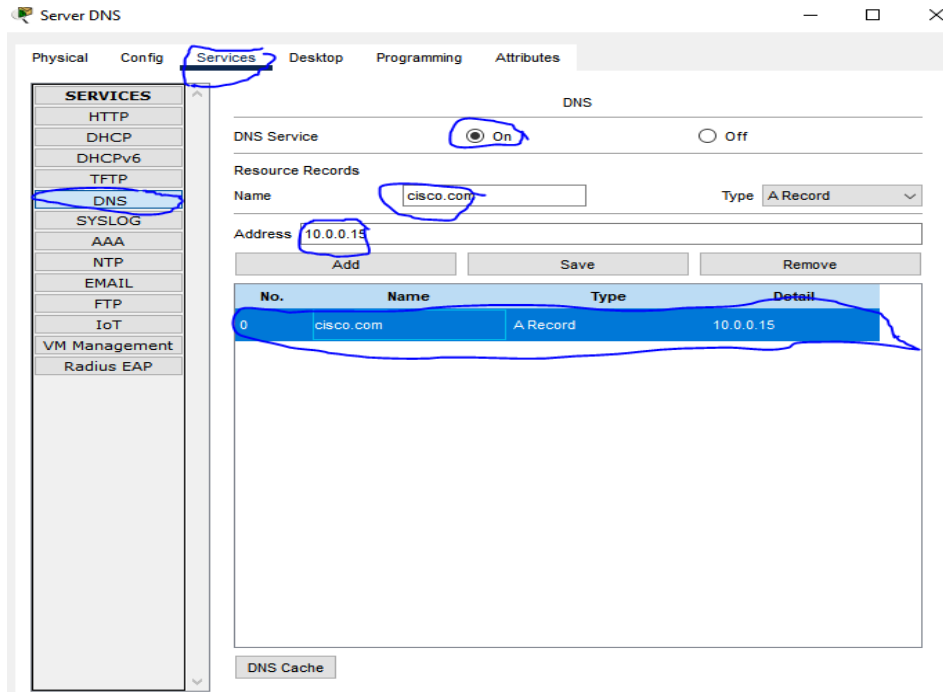 Server DNS
Physical Config Services Desktop Programming Attributes
SERVICES
HTTP
DHCP
DHCPv6
TFTP
DNS
SYSLOG
AAA
NTP
EMAIL
FTP
IoT
VM Management
Radius EAP
DNS
DNS Service On Off
Resource Records
Name cisco.com Type A Record
Address 10.0.0.15
Add Save Remove
No. Name Type Detail
0 cisco.com A Record 10.0.0.15
DNS Cache